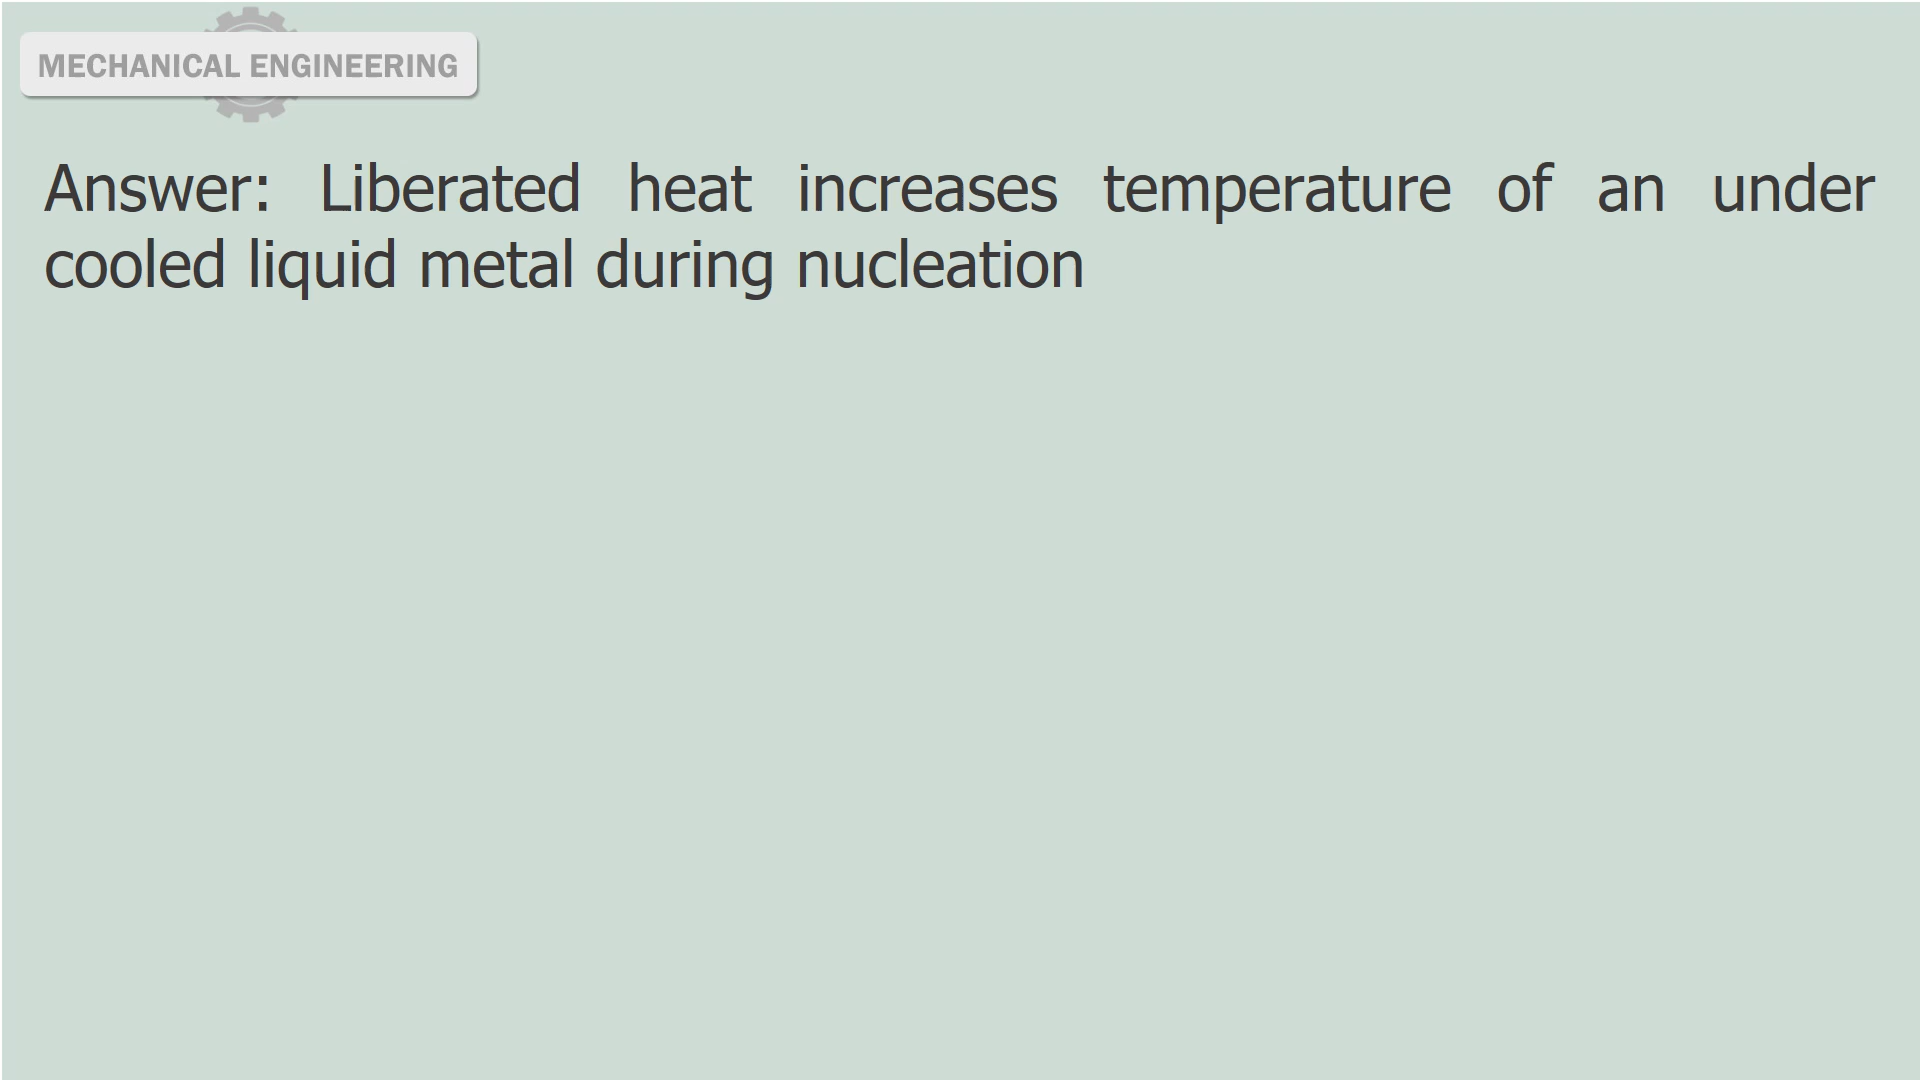 MECHANICAL ENGINEERING
Answer: Liberated heat increases temperature of an under
cooled liquid metal during nucleation